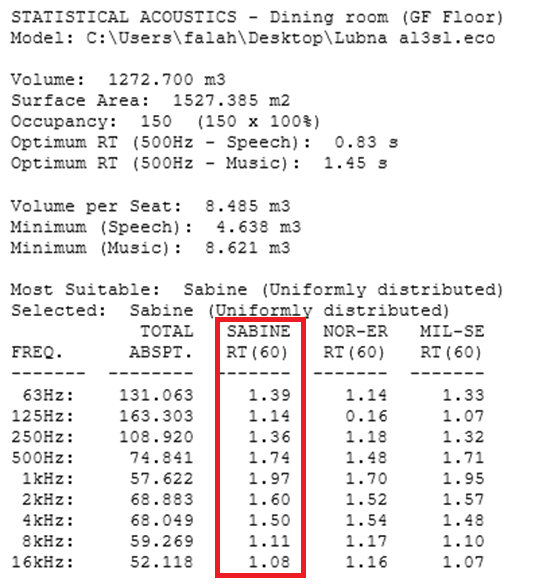 STATISTICAL ACOUSTICS - Dining room (GF Floor)
Model: C:\Users\falah\Desktop\Lubna al3sl.eco
Volume: 1272.700 m3
Surface Area: 1527.385 m2
Occupancy: 150 (150 x 100%)
Optimum RT (500Hz - Speech): 0.83 s
Optimum RT (500Hz - Music): 1.45 s
Volume per Seat: 8.485 m3
Minimum (Speech): 4.638 m3
Minimum (Music): 8.621 m3
Most Suitable: Sabine (Uniformly distributed)
Selected: Sabine (Uniformly distributed)
TOTAL SABINE NOR-ER MIL-SE
FREQ. ABSPT. RT(60) RT(60) RT(60)
------- -------- ------- ------- -------
63Hz: 131.063 1.39 1.14 1.33
125Hz: 163.303 1.14 0.16 1.07
250Hz: 108.920 1.36 1.18 1.32
500Hz: 74.841 1.74 1.48 1.71
1kHz: 57.622 1.97 1.70 1.95
2kHz: 68.883 1.60 1.52 1.57
4kHz: 68.049 1.50 1.54 1.48
8kHz: 59.269 1.11 1.17 1.10
16kHz: 52.118 1.08 1.16 1.07